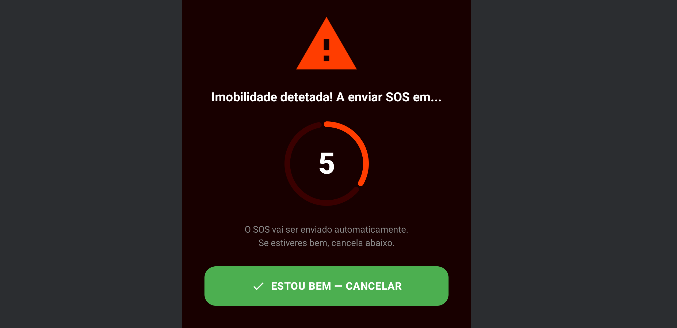 Imobilidade detetada! A enviar SOS em...
5
O SOS vai ser enviado automaticamente.
Se estiveres bem, cancela abaixo.
ESTOU BEM — CANCELAR